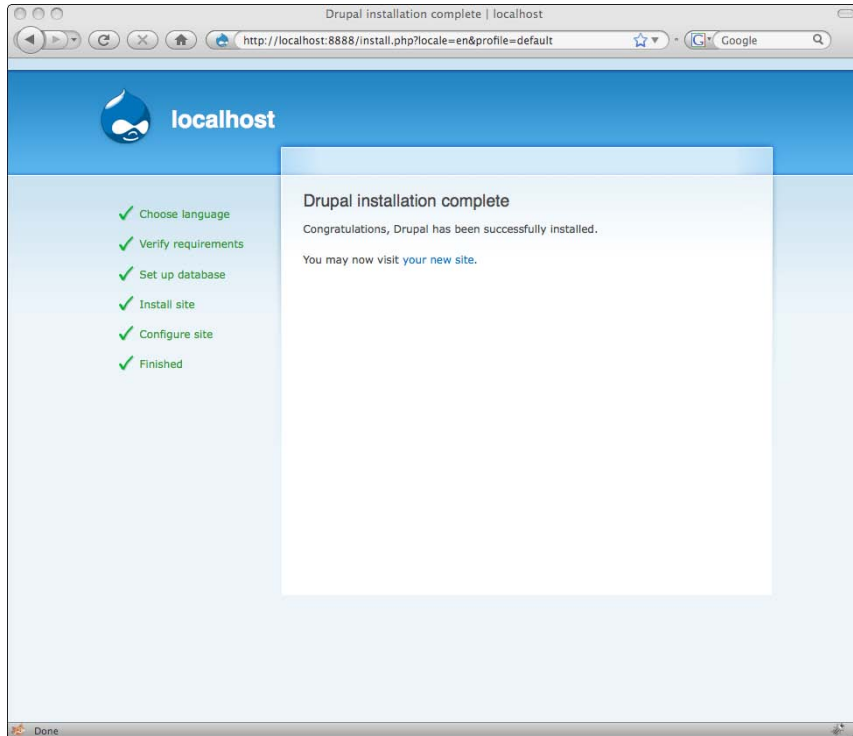 Drupal installation complete | localhost
http://localhost:8888/install.php?locale=en&profile=default
Google
localhost
Choose language
Verify requirements
Set up database
Install site
Configure site
Finished
Drupal installation complete
Congratulations, Drupal has been successfully installed.
You may now visit your new site.
Done